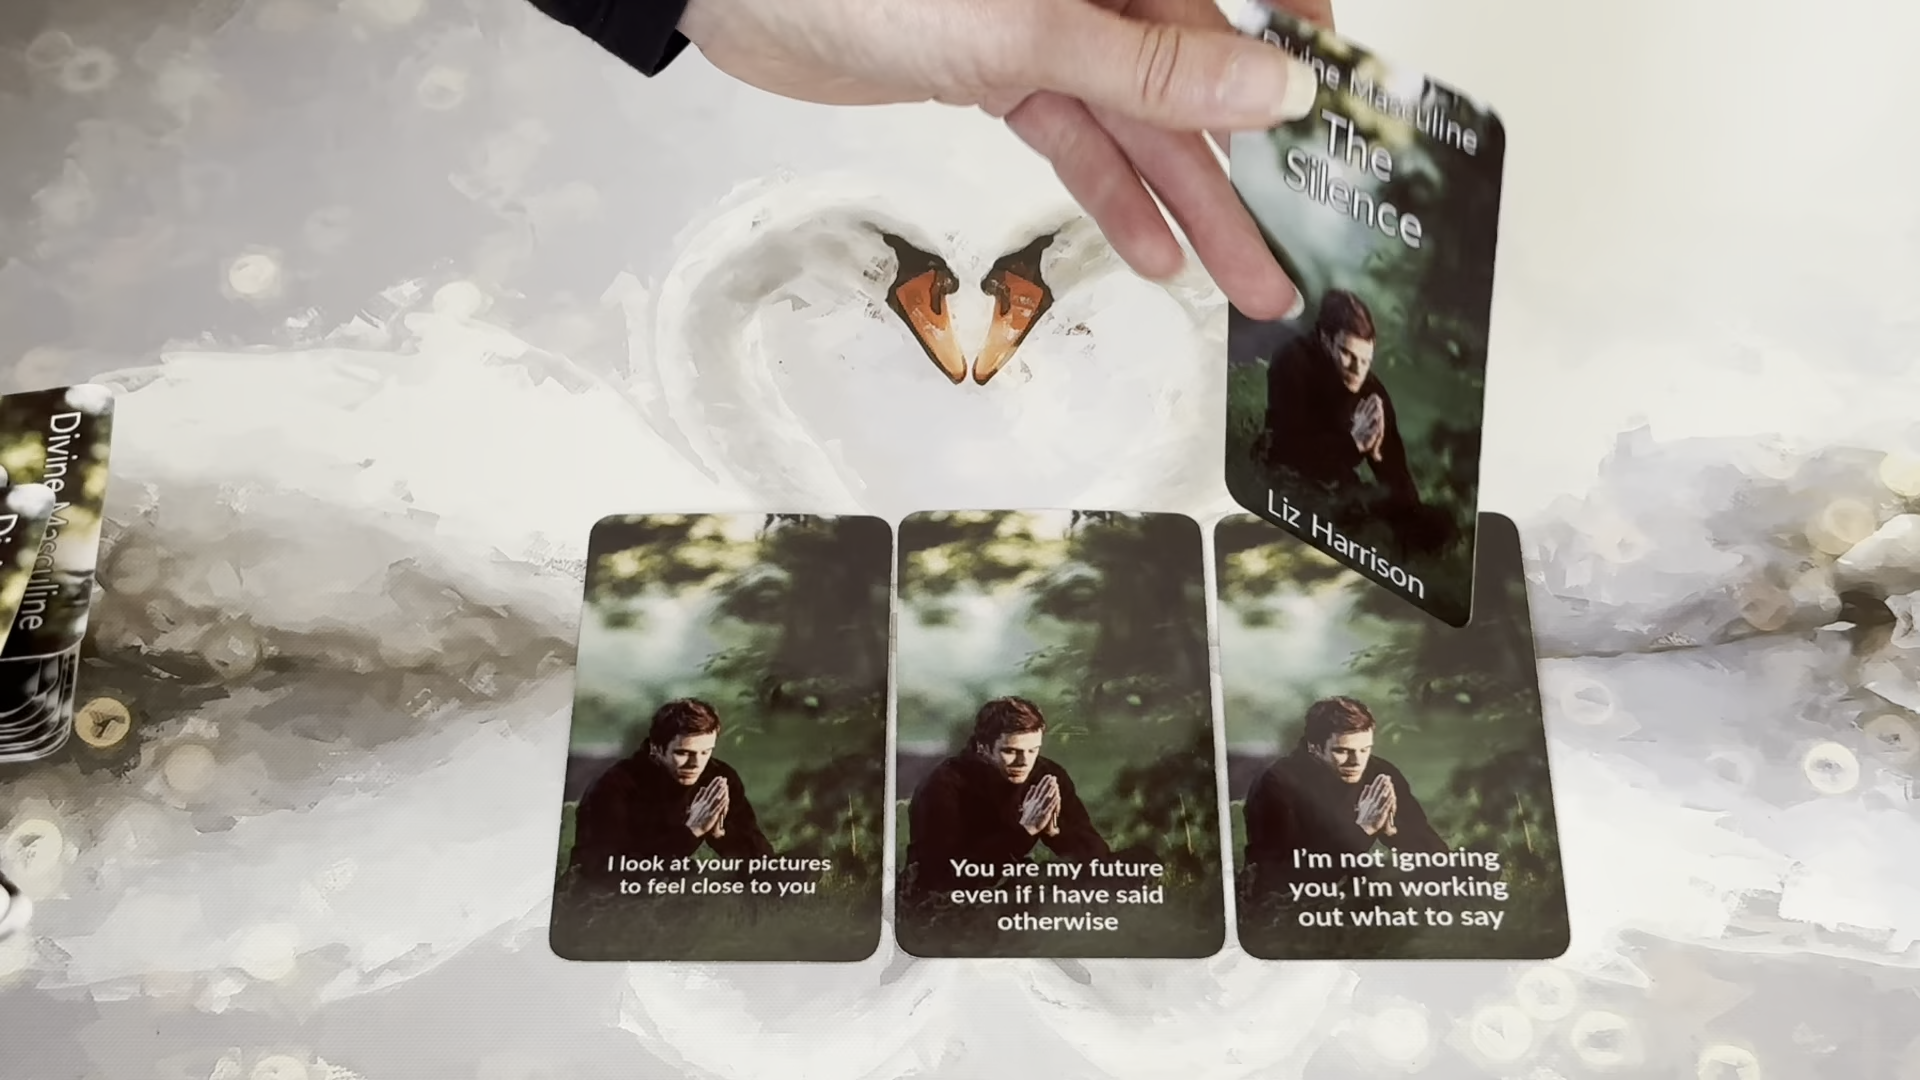 Divine Masculine
The
Silence
Liz Harrison
Divine Masculine
I look at your pictures
to feel close to you
You are my future
even if i have said
otherwise
I'm not ignoring
you, I'm working
out what to say